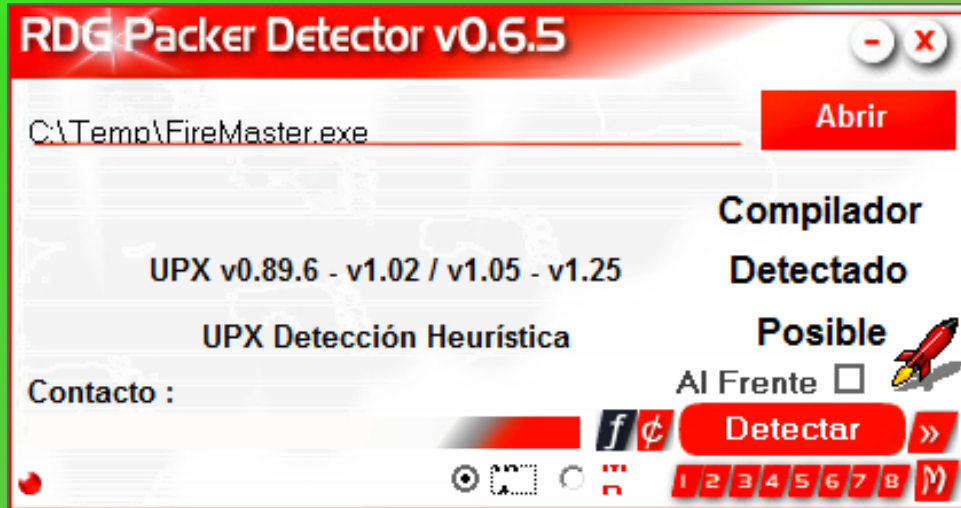 RDG Packer Detector v0.6.5
C:\Temp\FireMaster.exe
Abrir
Compilador
UPX v0.89.6 - v1.02 / v1.05 - v1.25 Detectado
UPX Detección Heurística Posible
Al Frente
Contacto :
Detectar »
1 2 3 4 5 6 7 8